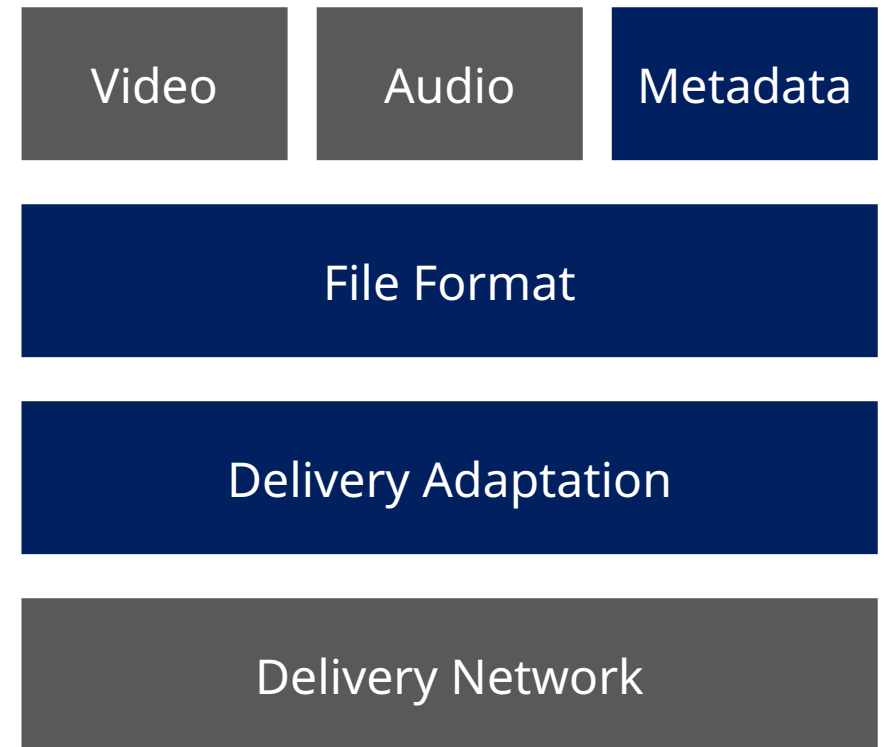 Video
Audio
Metadata
File Format
Delivery Adaptation
Delivery Network